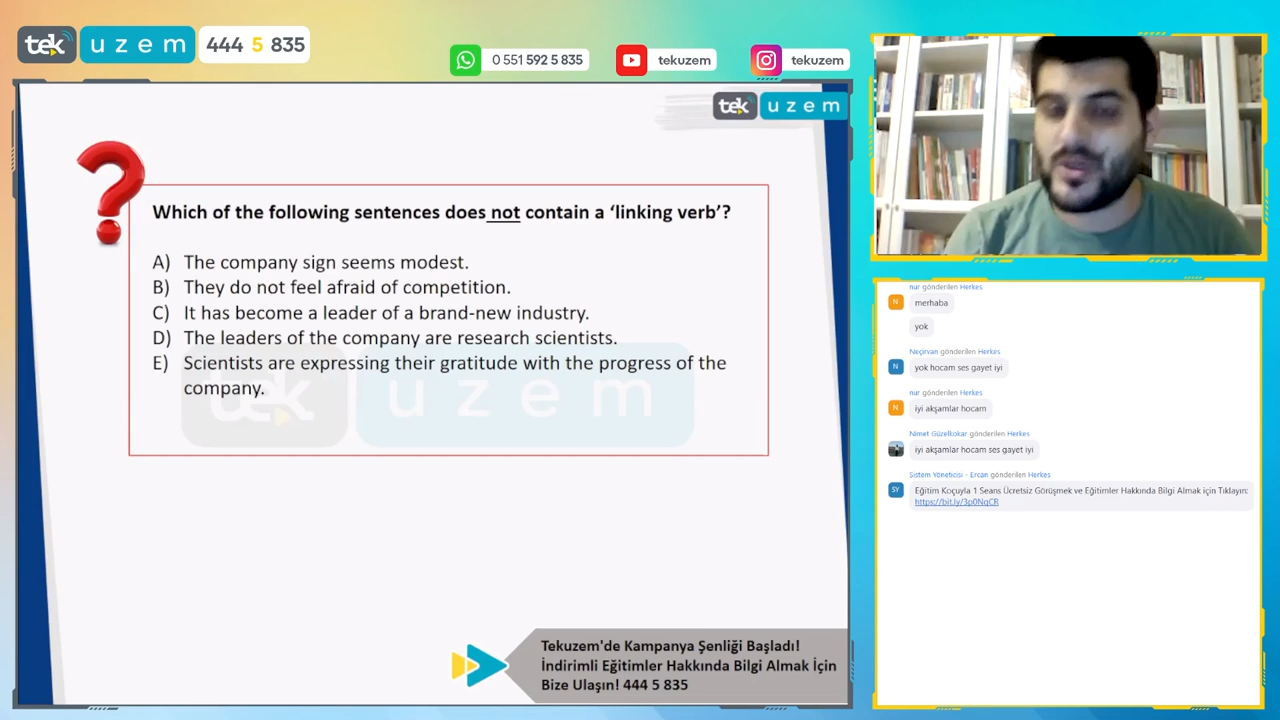 tek uzem 444 5 835
0 551 592 5 835
tekuzem
tekuzem
tek uzem
Which of the following sentences does not contain a ‘linking verb’?
A) The company sign seems modest.
B) They do not feel afraid of competition.
C) It has become a leader of a brand-new industry.
D) The leaders of the company are research scientists.
E) Scientists are expressing their gratitude with the progress of the
company.
uzem
Tekuzem'de Kampanya Şenliği Başladı!
İndirimli Eğitimler Hakkında Bilgi Almak İçin
Bize Ulaşın! 444 5 835
nur gönderilen Herkes
N
merhaba
yok
Neçirvan gönderilen Herkes
N
yok hocam ses gayet iyi
nur gönderilen Herkes
N
iyi akşamlar hocam
Nimet Güzelkokar gönderilen Herkes
iyi akşamlar hocam ses gayet iyi
Sistem Yöneticisi - Ercan gönderilen Herkes
SY
Eğitim Koçuyla 1 Seans Ücretsiz Görüşmek ve Eğitimler Hakkında Bilgi Almak için Tıklayın:
https://bit.ly/3p0NqCR